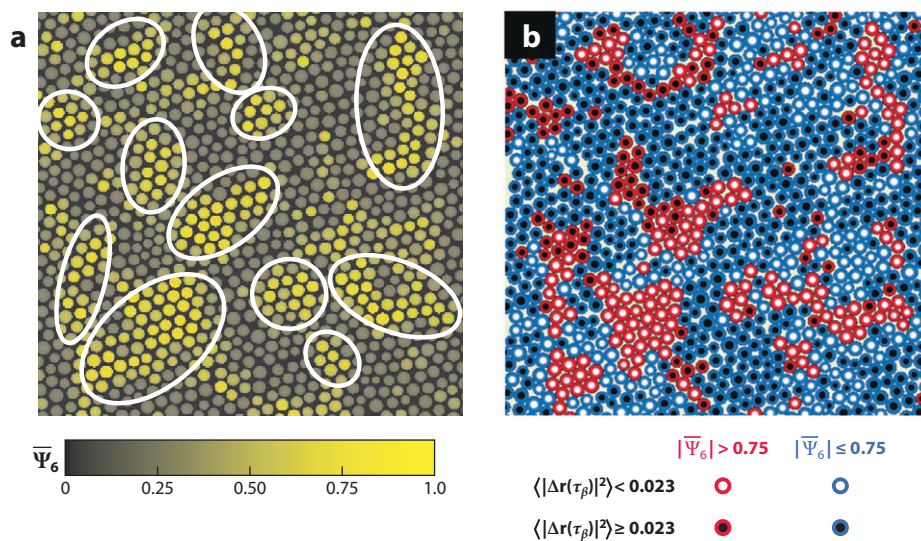 a
b
Ψ̅₆
0 0.25 0.50 0.75 1.0
|Ψ̅₆| > 0.75 |Ψ̅₆| ≤ 0.75
⟨|Δr(τᵦ)|²⟩ < 0.023
⟨|Δr(τᵦ)|²⟩ ≥ 0.023